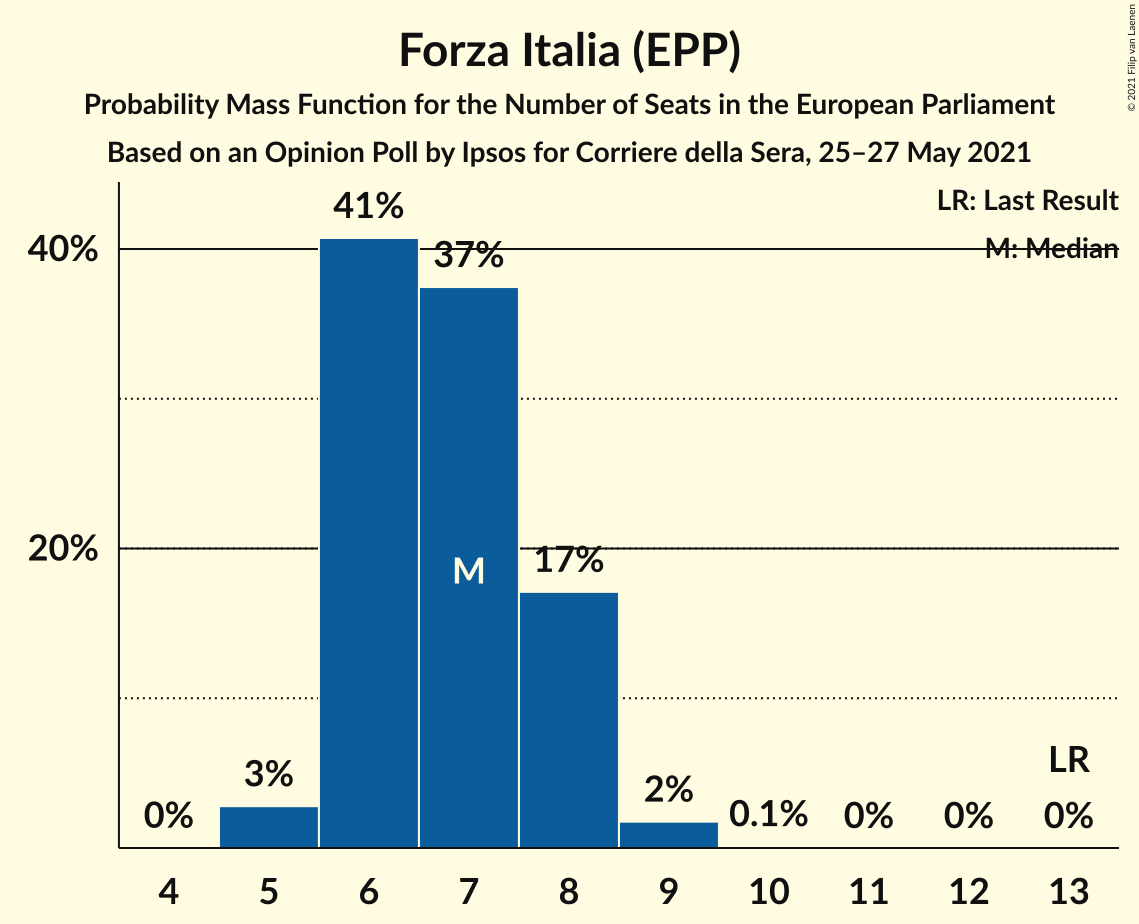 © 2021 Filip van Laenen
Forza Italia (EPP)
Probability Mass Function for the Number of Seats in the European Parliament
Based on an Opinion Poll by Ipsos for Corriere della Sera, 25–27 May 2021
LR: Last Result
M: Median
41%
40%
37%
20%
17%
M
LR
3%
2%
0%
0.1%
0%
0%
0%
4 5 6 7 8 9 10 11 12 13